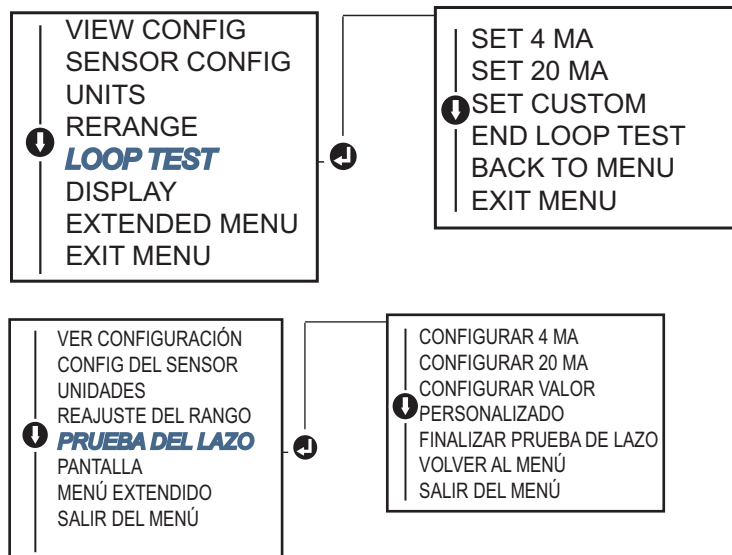 VIEW CONFIG
SENSOR CONFIG
UNITS
RERANGE
LOOP TEST
DISPLAY
EXTENDED MENU
EXIT MENU
SET 4 MA
SET 20 MA
SET CUSTOM
END LOOP TEST
BACK TO MENU
EXIT MENU
VER CONFIGURACIÓN
CONFIG DEL SENSOR
UNIDADES
REAJUSTE DEL RANGO
PRUEBA DEL LAZO
PANTALLA
MENÚ EXTENDIDO
SALIR DEL MENÚ
CONFIGURAR 4 MA
CONFIGURAR 20 MA
CONFIGURAR VALOR
PERSONALIZADO
FINALIZAR PRUEBA DE LAZO
VOLVER AL MENÚ
SALIR DEL MENÚ